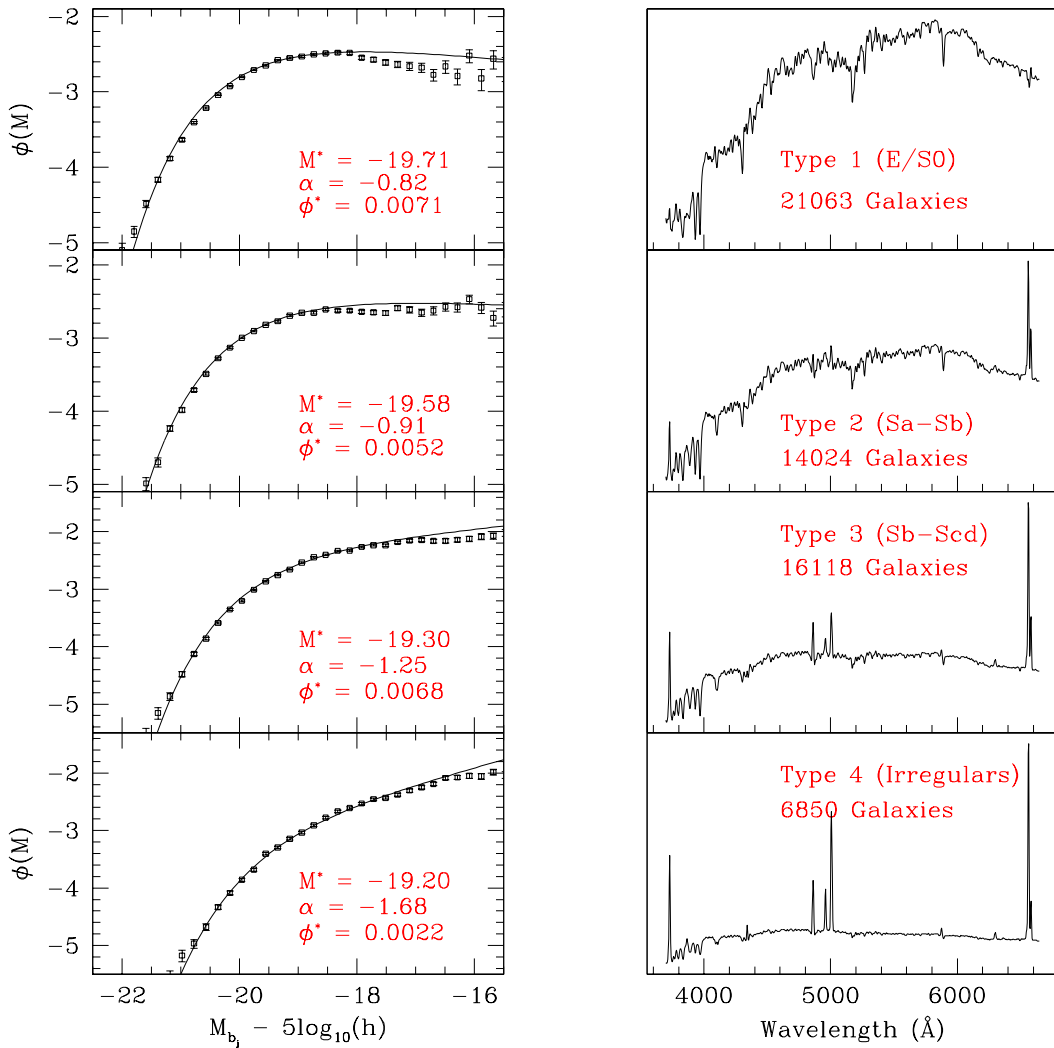 −2
−3
−4
−5
ϕ(M)
M* = −19.71
α = −0.82
ϕ* = 0.0071
Type 1 (E/S0)
21063 Galaxies
−2
−3
−4
−5
M* = −19.58
α = −0.91
ϕ* = 0.0052
Type 2 (Sa−Sb)
14024 Galaxies
−2
−3
−4
−5
M* = −19.30
α = −1.25
ϕ* = 0.0068
Type 3 (Sb−Scd)
16118 Galaxies
−2
−3
−4
−5
ϕ(M)
M* = −19.20
α = −1.68
ϕ* = 0.0022
Type 4 (Irregulars)
6850 Galaxies
−22 −20 −18 −16
M_{b_j} − 5log₁₀(h)
4000 5000 6000
Wavelength (Å)